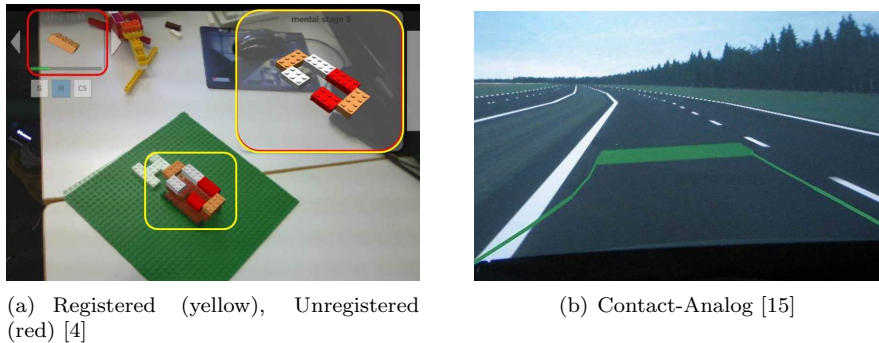 mental stage 5
S
M
CS
(a) Registered (yellow), Unregistered
(red) [4]
(b) Contact-Analog [15]